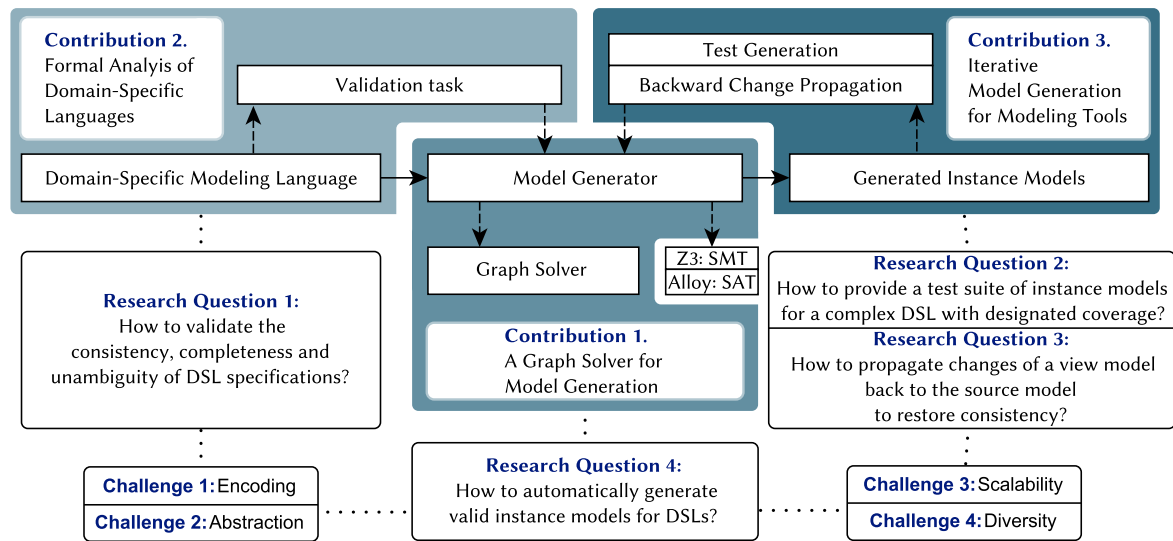 Contribution 2.
Formal Analyis of
Domain-Specific
Languages
Validation task
Test Generation
Backward Change Propagation
Contribution 3.
Iterative
Model Generation
for Modeling Tools
Domain-Specific Modeling Language
Model Generator
Generated Instance Models
Graph Solver
Z3: SMT
Alloy: SAT
Contribution 1.
A Graph Solver for
Model Generation
Research Question 1:
How to validate the
consistency, completeness and
unambiguity of DSL specifications?
Research Question 2:
How to provide a test suite of instance models
for a complex DSL with designated coverage?
Research Question 3:
How to propagate changes of a view model
back to the source model
to restore consistency?
Challenge 1: Encoding
Challenge 2: Abstraction
Research Question 4:
How to automatically generate
valid instance models for DSLs?
Challenge 3: Scalability
Challenge 4: Diversity